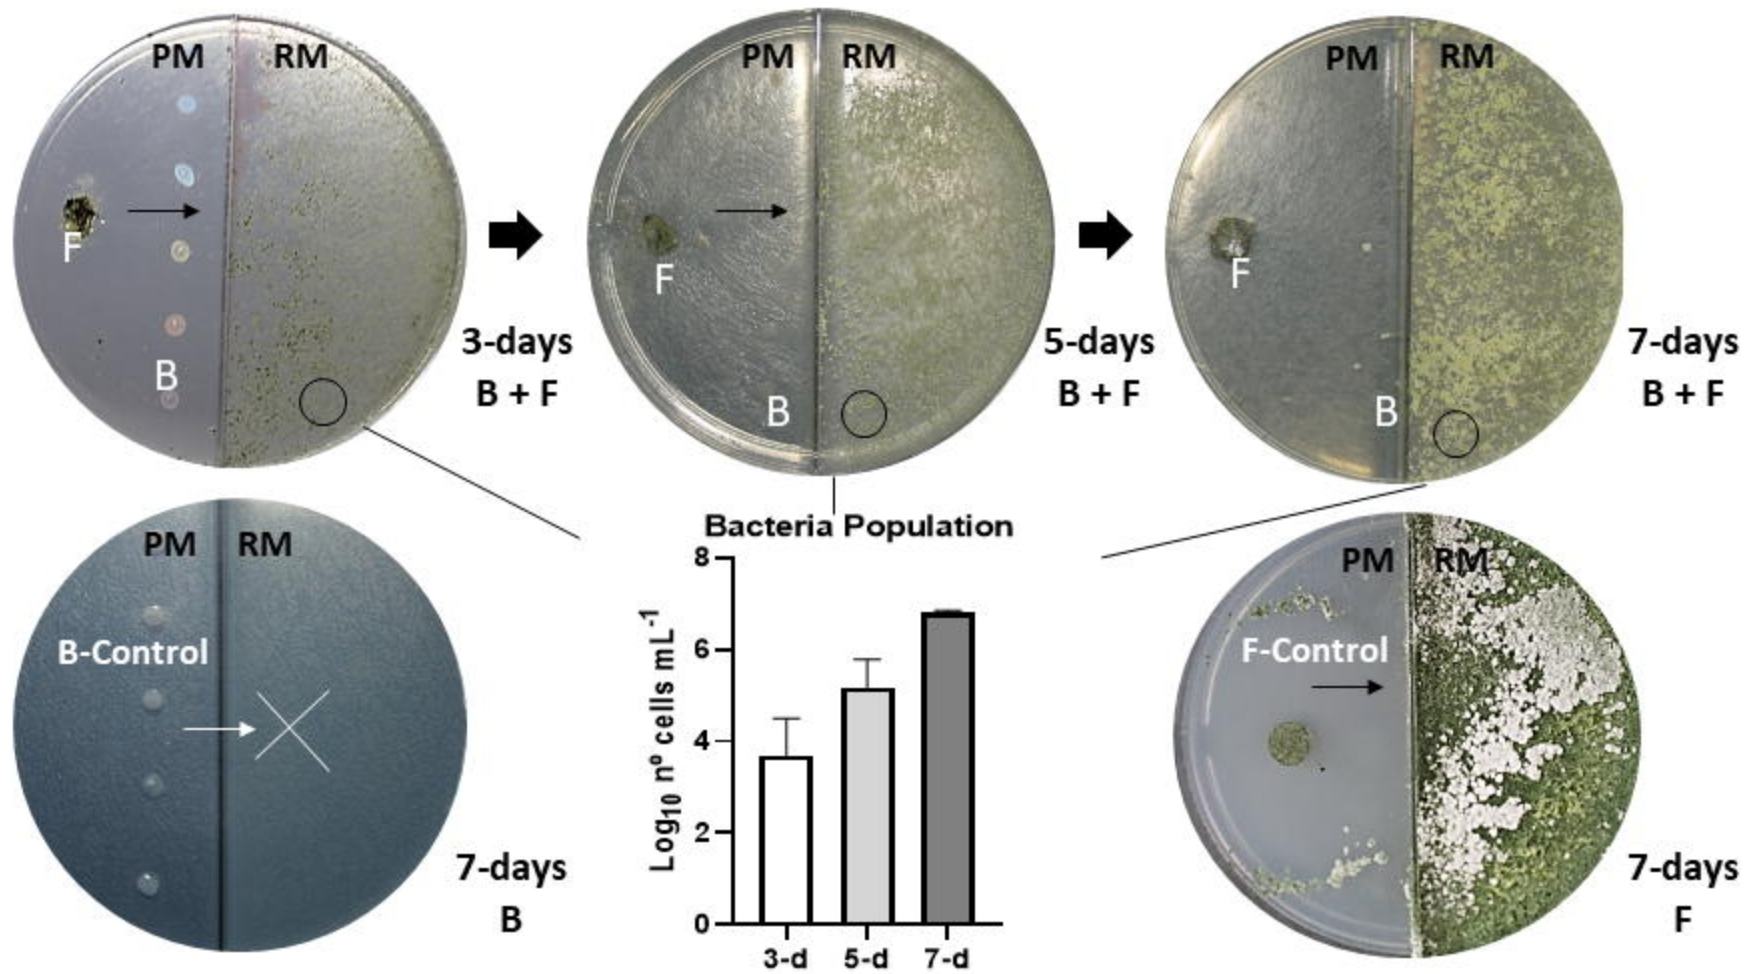 PM RM
F
B
3-days
B + F
PM RM
F
B
5-days
B + F
PM RM
F
B
7-days
B + F
PM RM
B-Control
7-days
B
Bacteria Population
Log10 nº cells mL-1
8
6
4
2
0
3-d 5-d 7-d
PM RM
F-Control
7-days
F